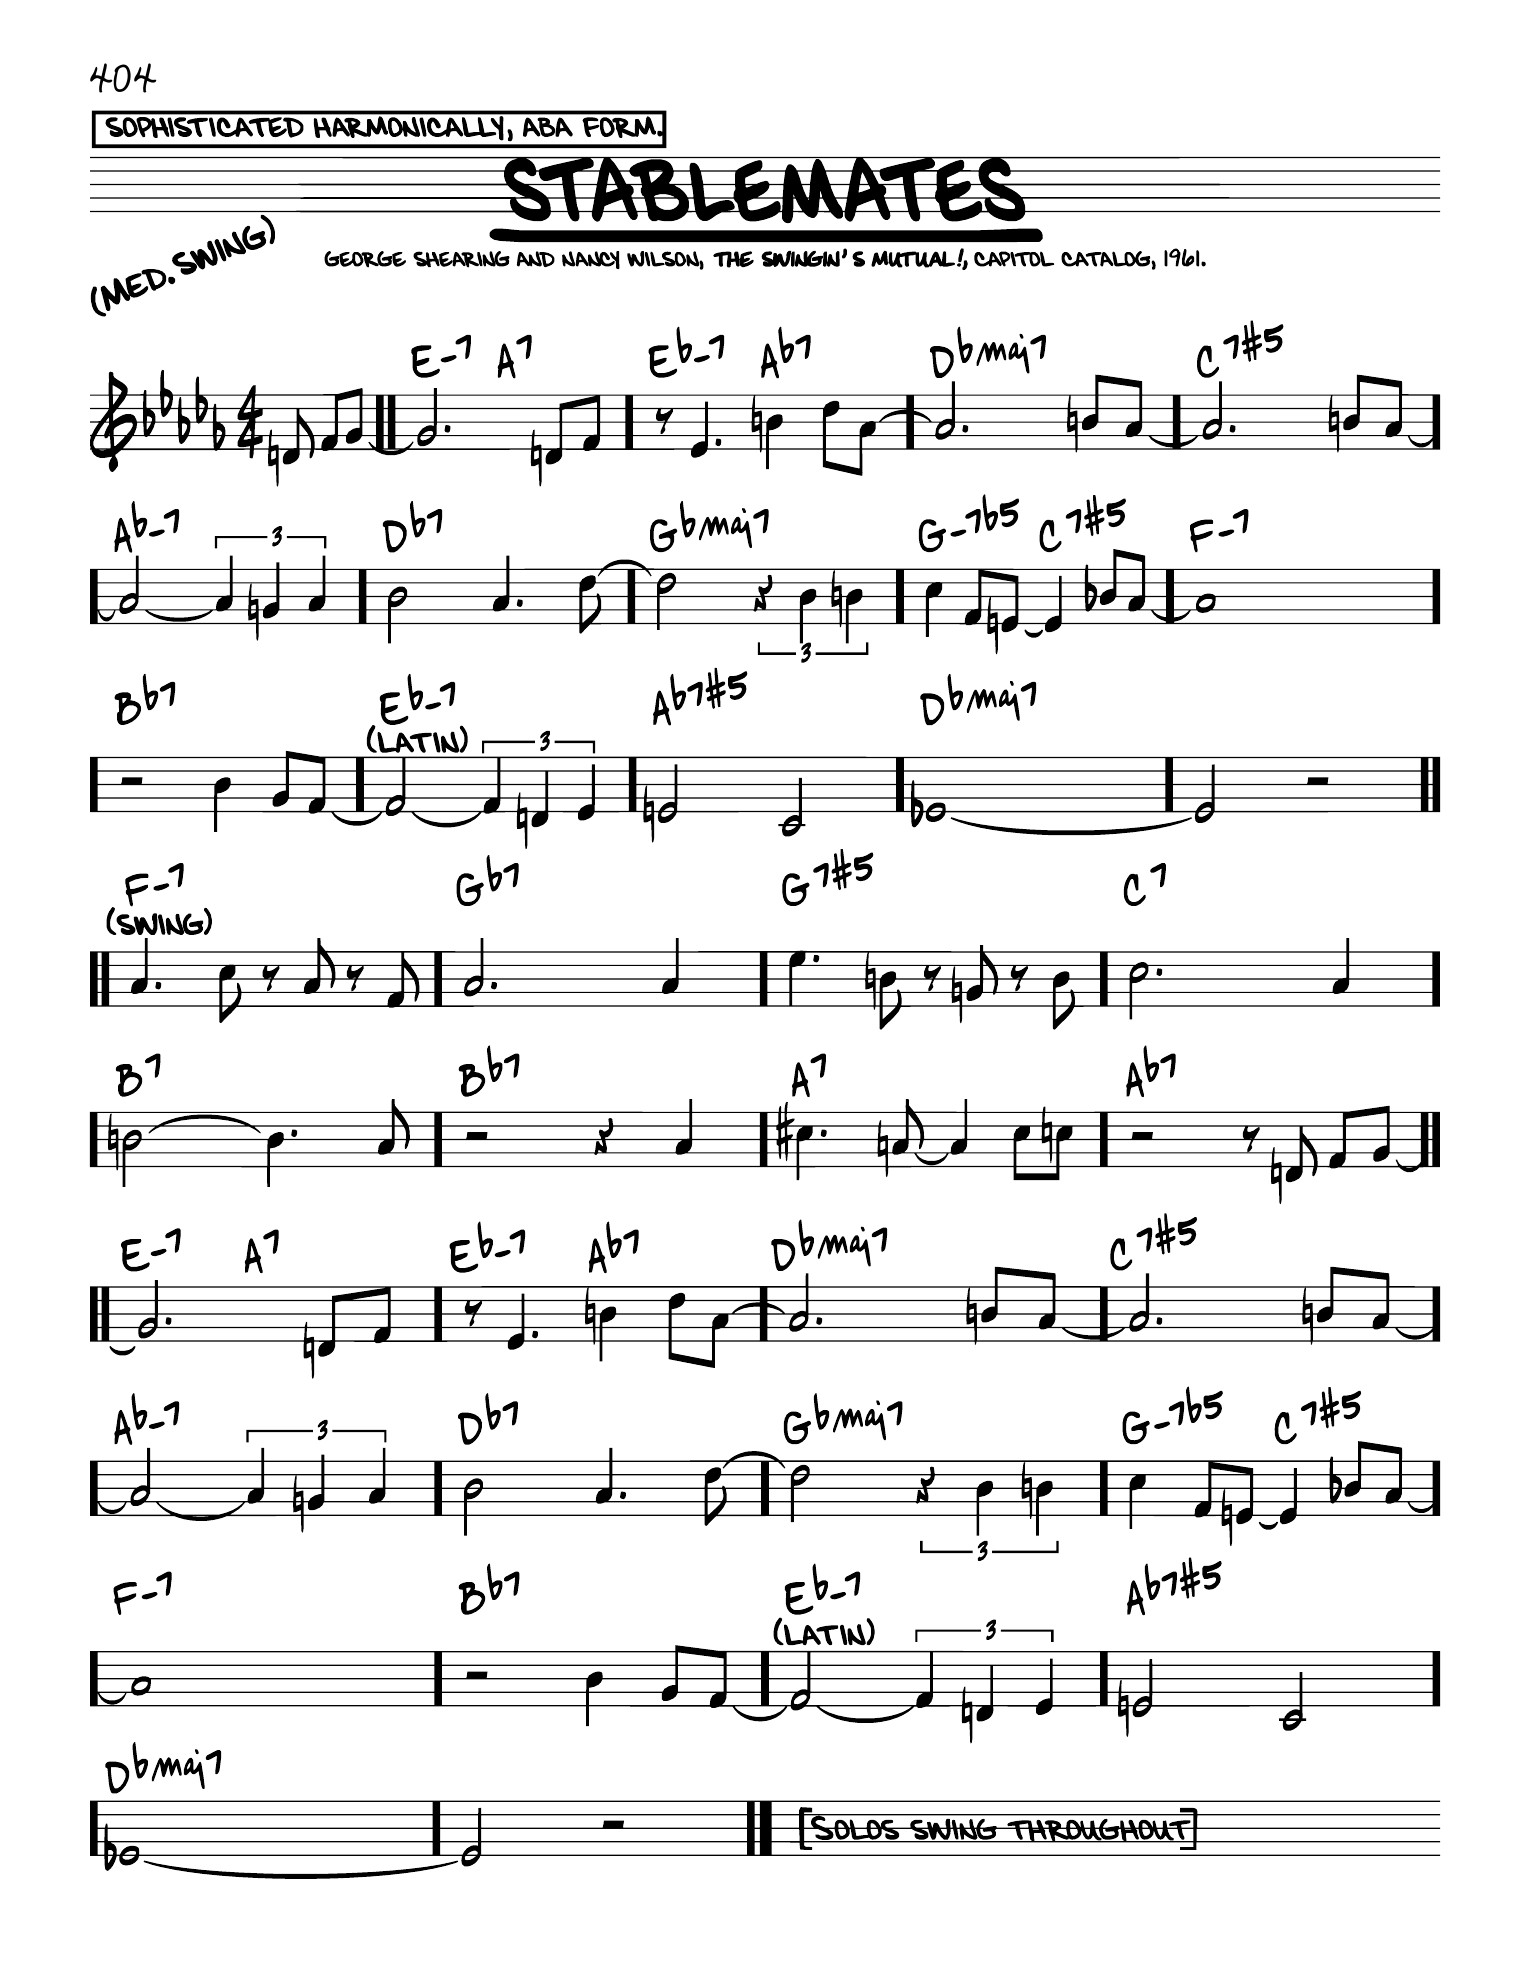 404
SOPHISTICATED HARMONICALLY, ABA FORM.
STABLEMATES
(MED. SWING)
GEORGE SHEARING AND NANCY WILSON, THE SWINGIN'S MUTUAL!, CAPITOL CATALOG, 1961.
E-7 A7 Eb-7 Ab7 Dbmaj7 C7#5
4
4
Ab-7 3 Db7 Gbmaj7 G-7b5 C7#5 F-7
3
Bb7 Eb-7 Ab7#5 Dbmaj7
(LATIN) 3
F-7 Gb7 G7#5 C7
(SWING)
B7 Bb7 A7 Ab7
E-7 A7 Eb-7 Ab7 Dbmaj7 C7#5
Ab-7 3 Db7 Gbmaj7 G-7b5 C7#5
3
F-7 Bb7 Eb-7 Ab7#5
(LATIN) 3
Dbmaj7
[SOLOS SWING THROUGHOUT]